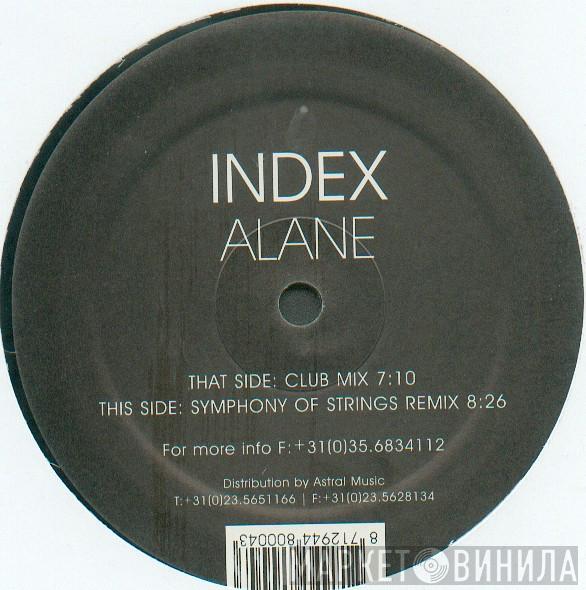 INDEX
ALANE
THAT SIDE: CLUB MIX 7:10
THIS SIDE: SYMPHONY OF STRINGS REMIX 8:26
For more info F:+31(0)35.6834112
Distribution by Astral Music
T:+31(0)23.5651166 | F:+31(0)23.5628134
8 712944 800043
МАРКЕТ ВИНИЛА